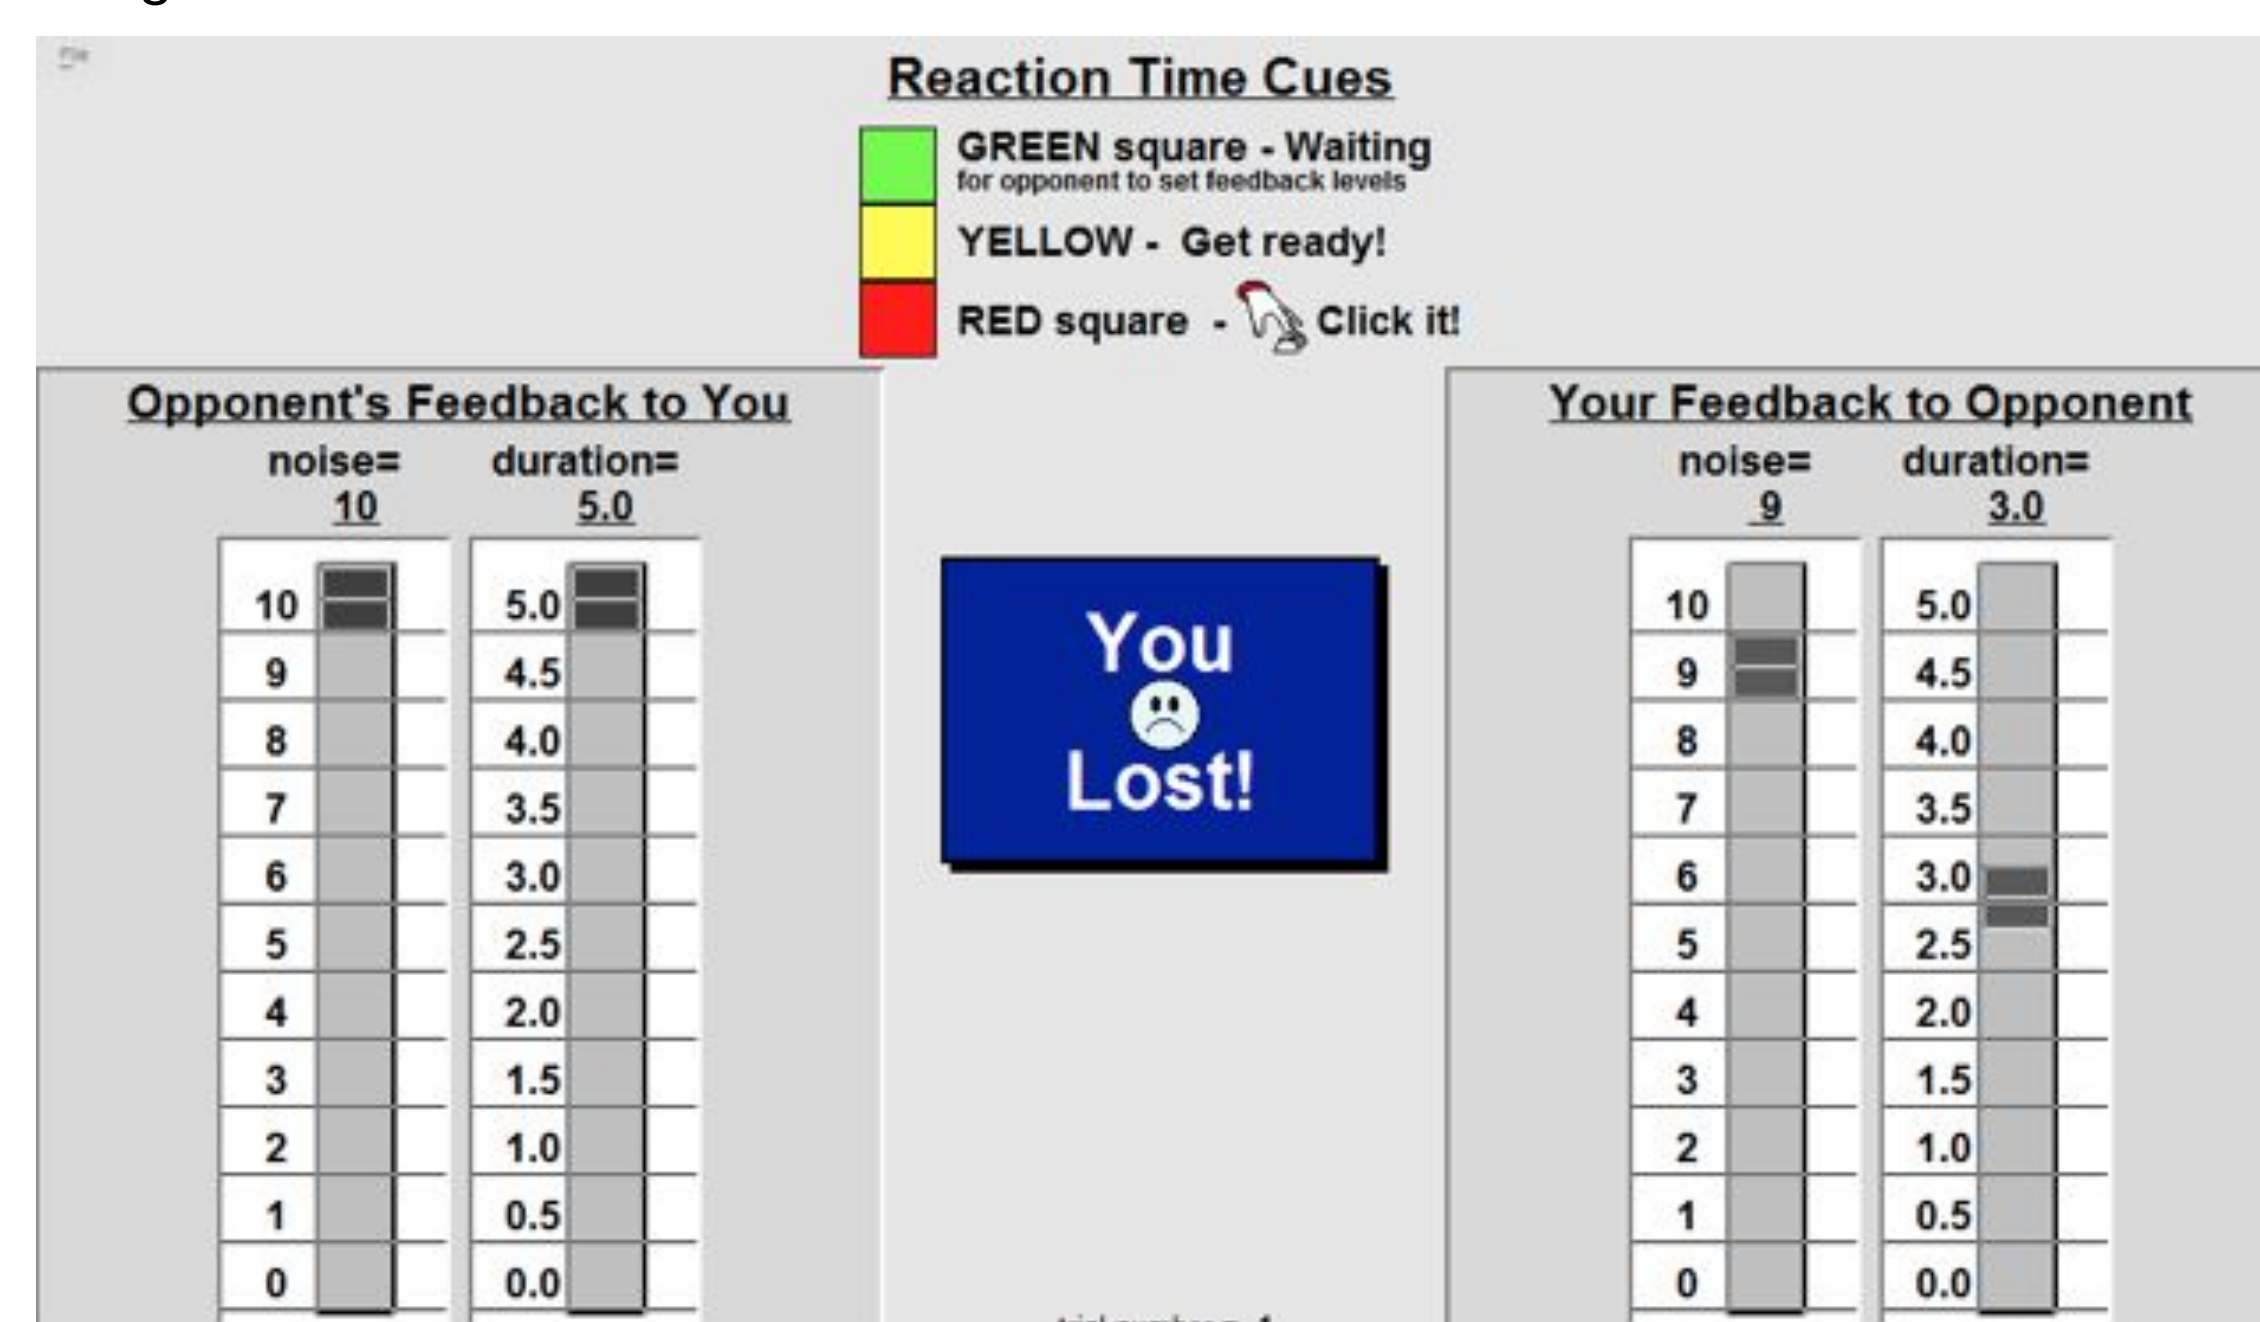 Reaction Time Cues
GREEN square - Waiting
for opponent to set feedback levels
YELLOW - Get ready!
RED square - Click it!
Opponent's Feedback to You
noise= duration=
10 5.0
10 5.0
9 4.5
8 4.0
7 3.5
6 3.0
5 2.5
4 2.0
3 1.5
2 1.0
1 0.5
0 0.0
You
Lost!
Your Feedback to Opponent
noise= duration=
9 3.0
10 5.0
9 4.5
8 4.0
7 3.5
6 3.0
5 2.5
4 2.0
3 1.5
2 1.0
1 0.5
0 0.0